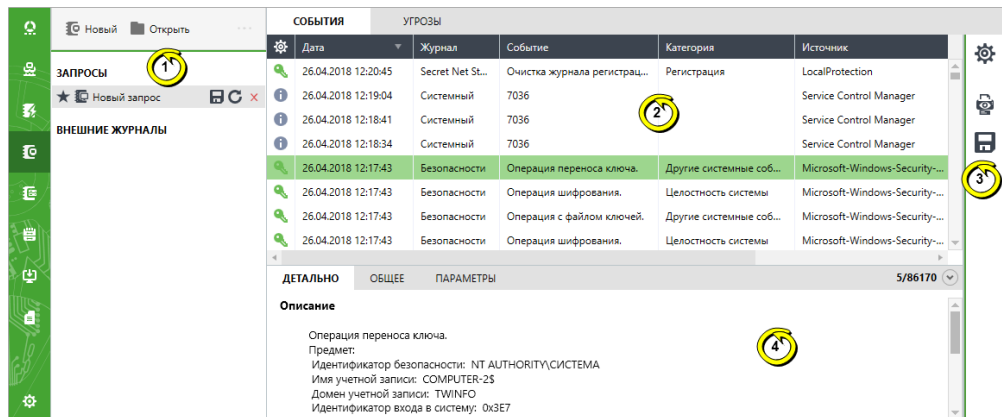 Новый Открыть ...
ЗАПРОСЫ
1
Новый запрос
ВНЕШНИЕ ЖУРНАЛЫ
СОБЫТИЯ УГРОЗЫ
Дата Журнал Событие Категория Источник
26.04.2018 12:20:45 Secret Net St... Очистка журнала регистрац... Регистрация LocalProtection
26.04.2018 12:19:04 Системный 7036 Service Control Manager
2
26.04.2018 12:18:41 Системный 7036 Service Control Manager
26.04.2018 12:18:34 Системный 7036 Service Control Manager
26.04.2018 12:17:43 Безопасности Операция переноса ключа. Другие системные соб... Microsoft-Windows-Security-...
3
26.04.2018 12:17:43 Безопасности Операция шифрования. Целостность системы Microsoft-Windows-Security-...
26.04.2018 12:17:43 Безопасности Операция с файлом ключей. Другие системные соб... Microsoft-Windows-Security-...
26.04.2018 12:17:43 Безопасности Операция шифрования. Целостность системы Microsoft-Windows-Security-...
ДЕТАЛЬНО ОБЩЕЕ ПАРАМЕТРЫ 5/86170
Описание
Операция переноса ключа.
4
Предмет:
Идентификатор безопасности: NT AUTHORITY\СИСТЕМА
Имя учетной записи: COMPUTER-2$
Домен учетной записи: TWINFO
Идентификатор входа в систему: 0x3E7